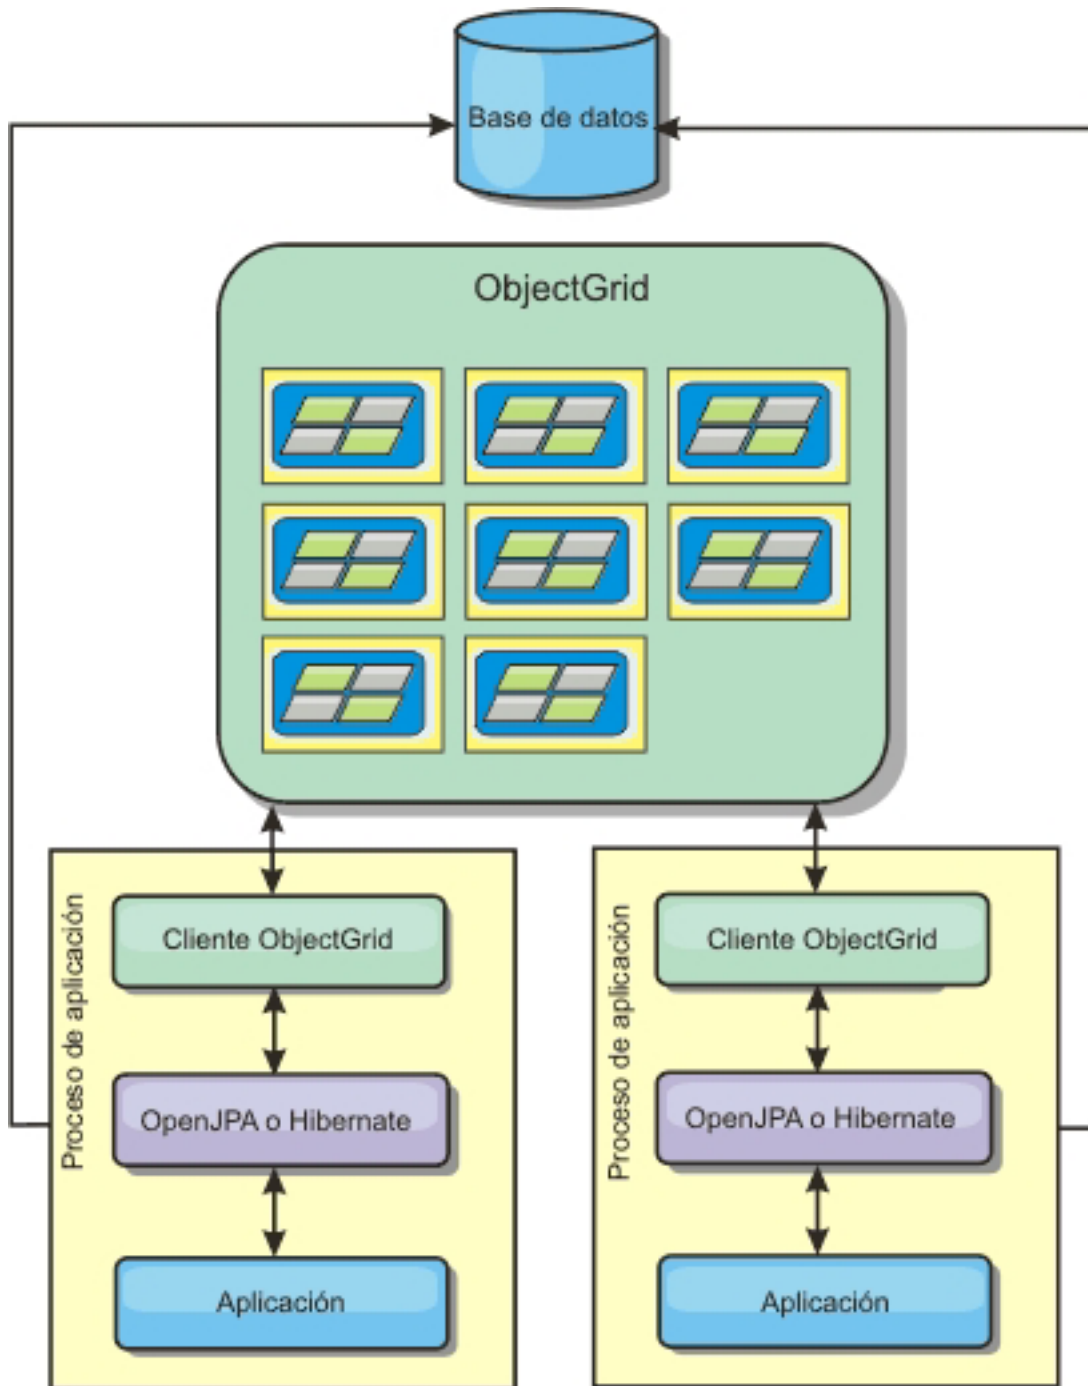 Base de datos
ObjectGrid
Proceso de aplicación
Cliente ObjectGrid
OpenJPA o Hibernate
Aplicación
Proceso de aplicación
Cliente ObjectGrid
OpenJPA o Hibernate
Aplicación